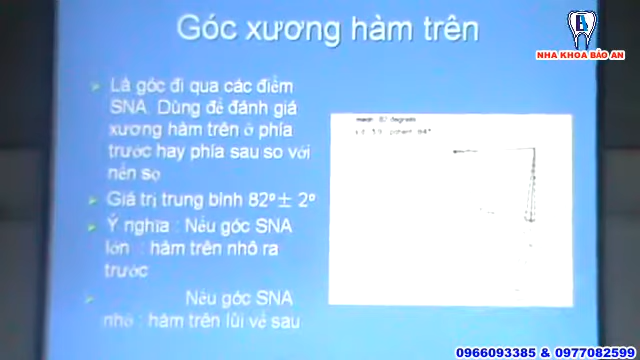 Góc xương hàm trên
NHA KHOA BẢO AN
Là góc đi qua các điểm
SNA. Dùng để đánh giá
xương hàm trên ở phía
trước hay phía sau so với
nền sọ
Giá trị trung bình 82º± 2º
Ý nghĩa : Nếu góc SNA
lớn : hàm trên nhô ra
trước
Nếu góc SNA
nhỏ : hàm trên lùi về sau
mean: 82 degrees
0966093385 & 0977082599